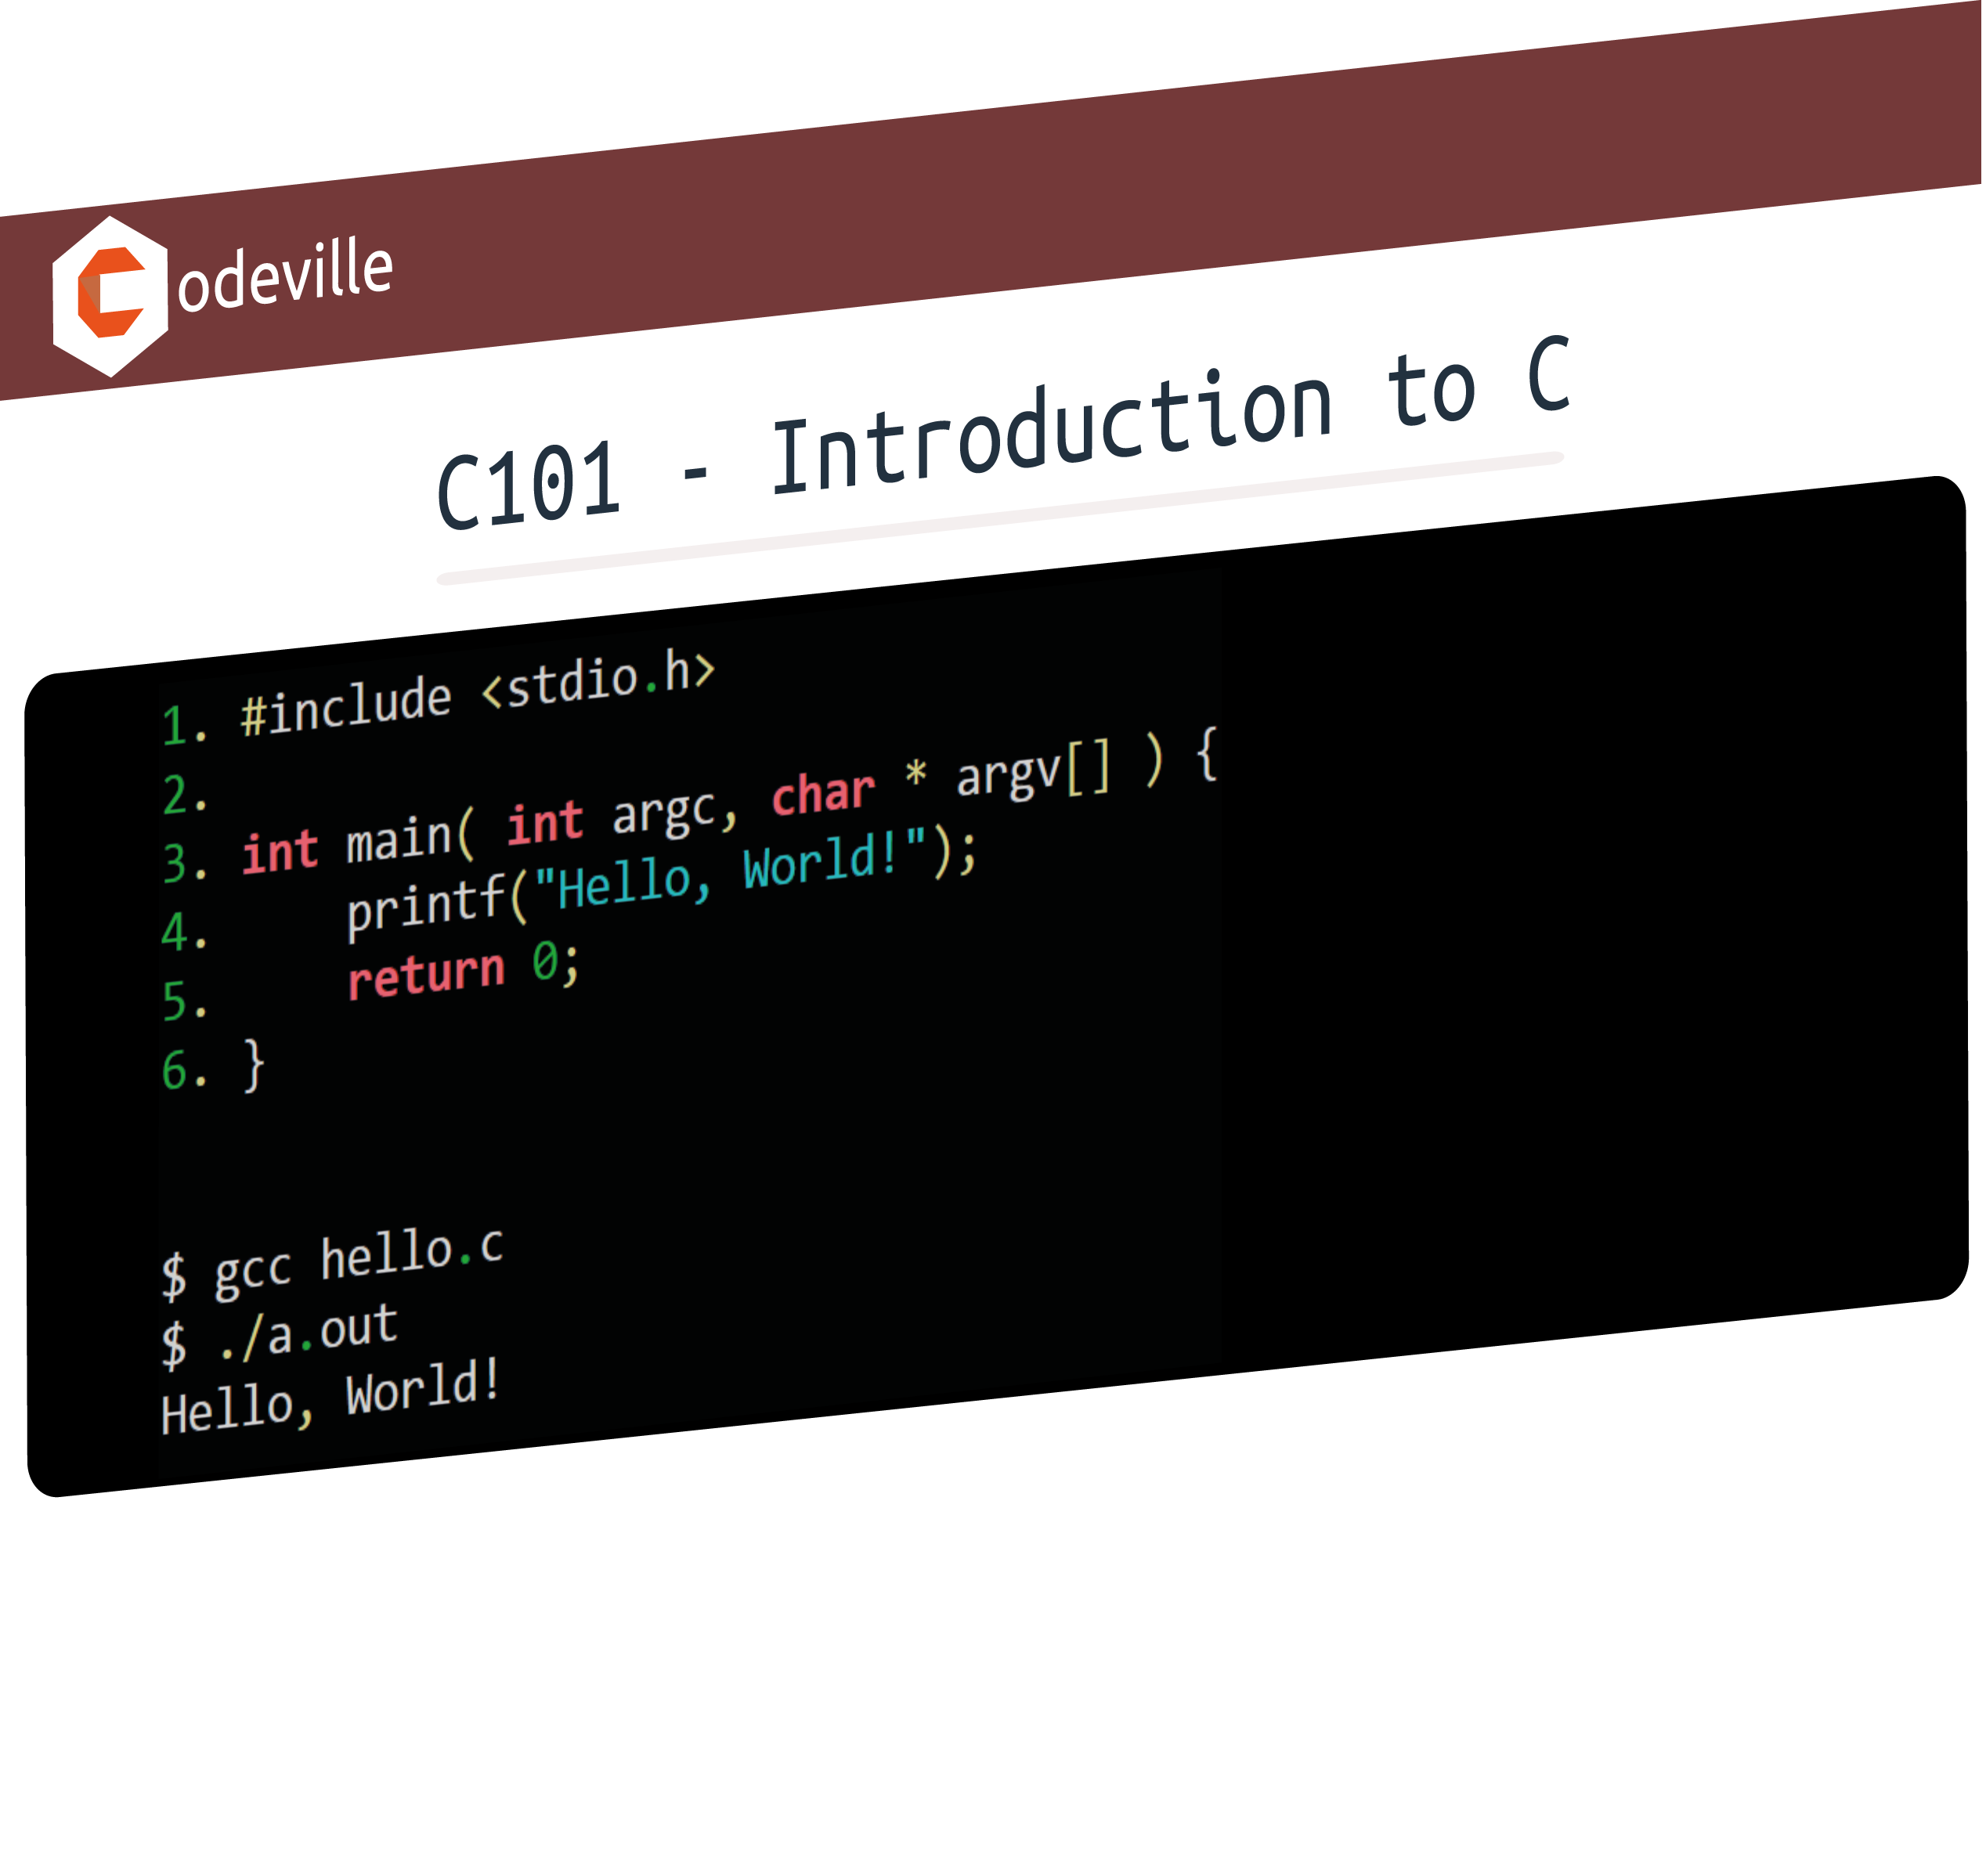 Codeville
C101 - Introduction to C
1. #include <stdio.h>
2.
3. int main( int argc, char * argv[] ) {
4.     printf("Hello, World!");
5.     return 0;
6. }
$ gcc hello.c
$ ./a.out
Hello, World!